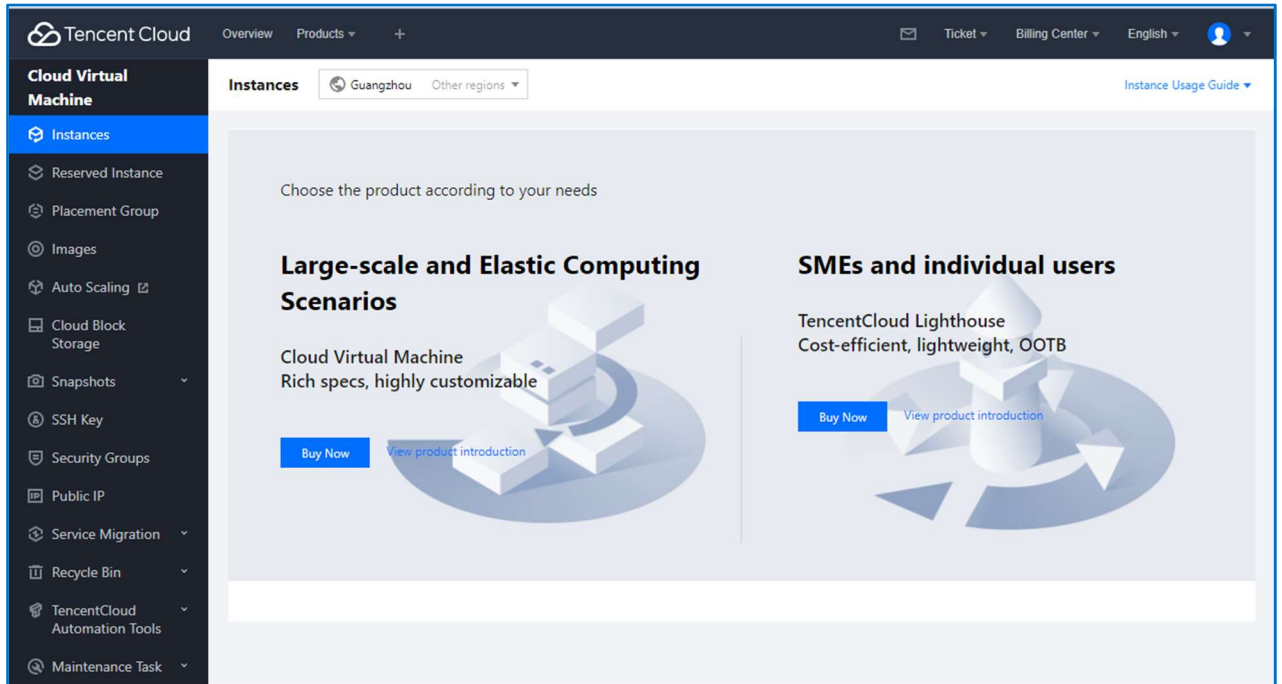 Tencent Cloud
Overview
Products
+
Ticket
Billing Center
English
Cloud Virtual
Machine
Instances
Reserved Instance
Placement Group
Images
Auto Scaling
Cloud Block
Storage
Snapshots
SSH Key
Security Groups
IP Public IP
Service Migration
Recycle Bin
TencentCloud
Automation Tools
Maintenance Task
Instances
Guangzhou Other regions
Instance Usage Guide
Choose the product according to your needs
Large-scale and Elastic Computing
Scenarios
Cloud Virtual Machine
Rich specs, highly customizable
Buy Now
View product introduction
SMEs and individual users
TencentCloud Lighthouse
Cost-efficient, lightweight, OOTB
Buy Now
View product introduction